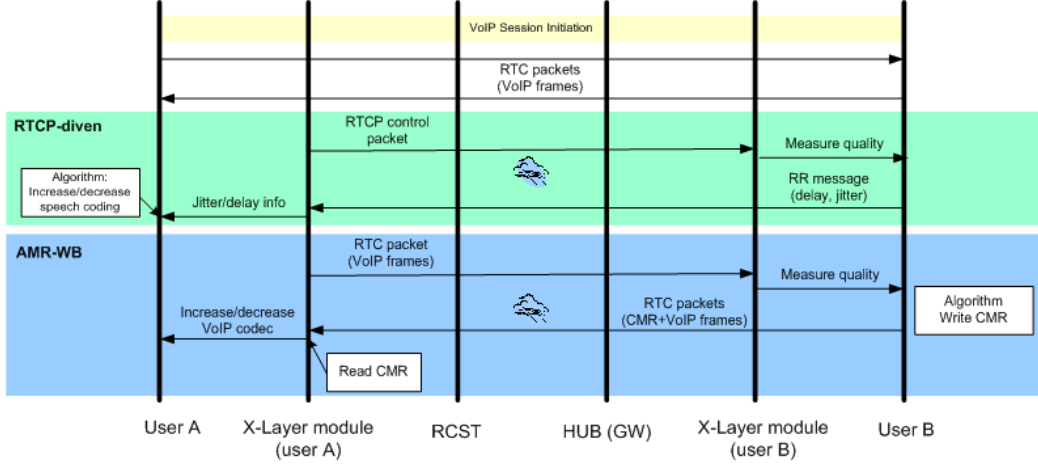 VoIP Session Initiation
RTC packets
(VoIP frames)
RTCP-diven
RTCP control
packet
Measure quality
Algorithm:
Increase/decrease
speech coding
Jitter/delay info
RR message
(delay, jitter)
AMR-WB
RTC packet
(VoIP frames)
Measure quality
Increase/decrease
VoIP codec
RTC packets
(CMR+VoIP frames)
Algorithm
Write CMR
Read CMR
User A
X-Layer module
(user A)
RCST
HUB (GW)
X-Layer module
(user B)
User B